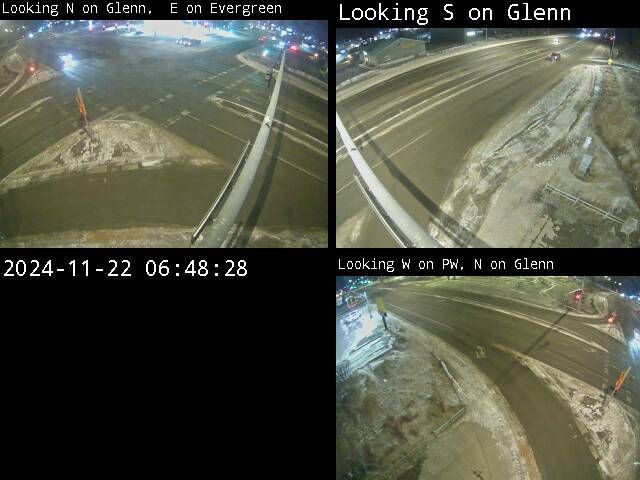 Looking N on Glenn, E on Evergreen
Looking S on Glenn
2024-11-22 06:48:28
Looking W on PW, N on Glenn